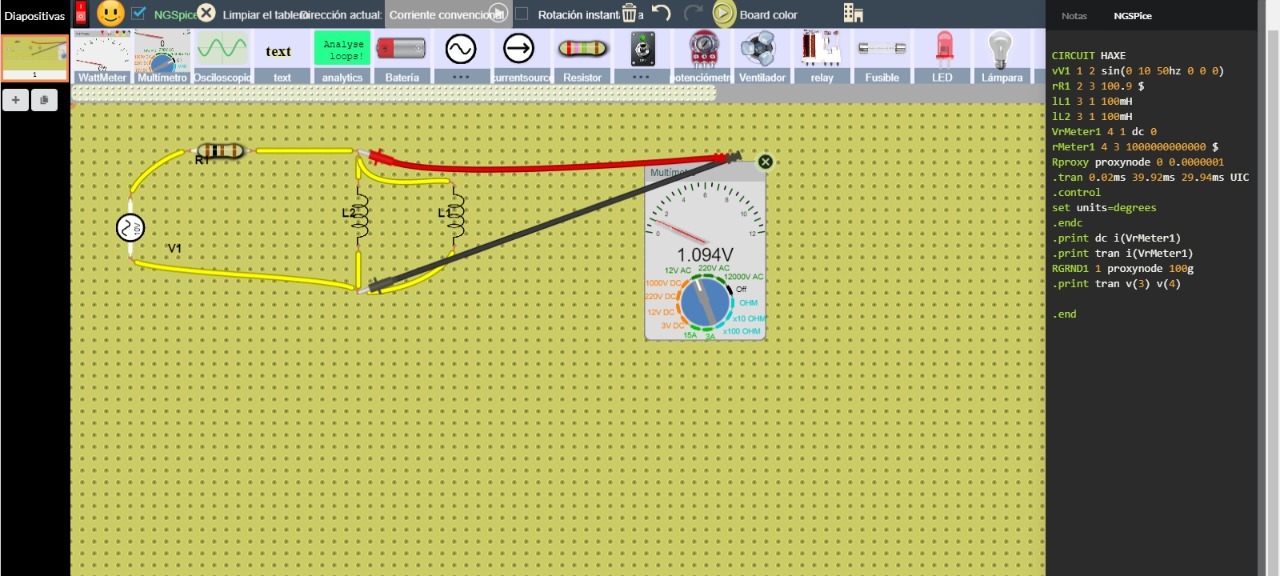 Diapositivas
NGSpice
Limpiar el tablero
Dirección actual:
Corriente convencional
Rotación instant
Board color
1
WattMeter
Multímetro
Osciloscopio
text
text
Analyse
loops!
analytics
Batería
...
currentsource
Resistor
...
potenciómetro
Ventilador
relay
Fusible
LED
Lámpara
R1
L2
L1
10V
V1
0
2
4
6
8
10
12
1.094V
12V AC
220V AC
12000V AC
1000V DC
220V DC
12V DC
3V DC
15A
3A
Off
OHM
x10 OHM
x100 OHM
Notas
NGSPice
CIRCUIT HAXE
vV1 1 2 sin(0 10 50hz 0 0 0)
rR1 2 3 100.9 $
lL1 3 1 100mH
lL2 3 1 100mH
VrMeter1 4 1 dc 0
rMeter1 4 3 1000000000000 $
Rproxy proxynode 0 0.0000001
.tran 0.02ms 39.92ms 29.94ms UIC
.control
set units=degrees
.endc
.print dc i(VrMeter1)
.print tran i(VrMeter1)
RGRND1 1 proxynode 100g
.print tran v(3) v(4)
.end